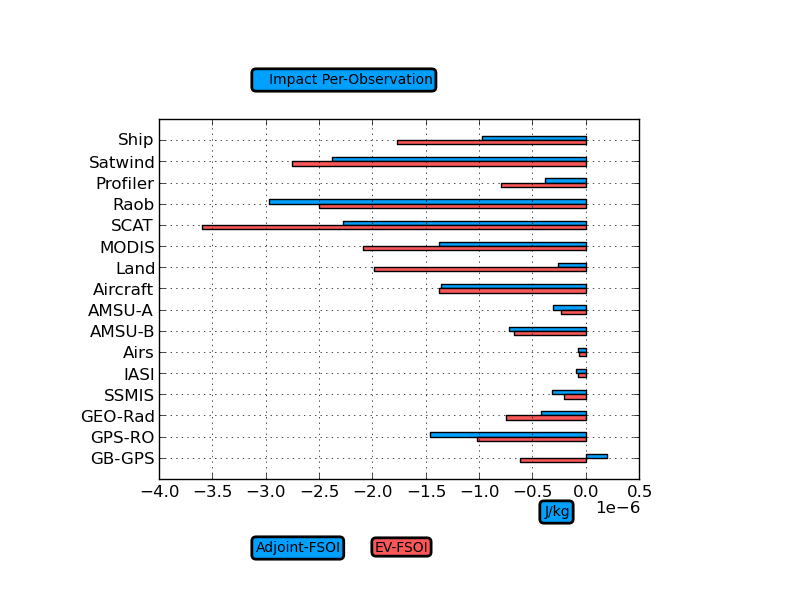 Impact Per-Observation
Ship
Satwind
Profiler
Raob
SCAT
MODIS
Land
Aircraft
AMSU-A
AMSU-B
Airs
IASI
SSMIS
GEO-Rad
GPS-RO
GB-GPS
−4.0 −3.5 −3.0 −2.5 −2.0 −1.5 −1.0 −0.5 0.0 0.5
1e−6
J/kg
Adjoint-FSOI EV-FSOI